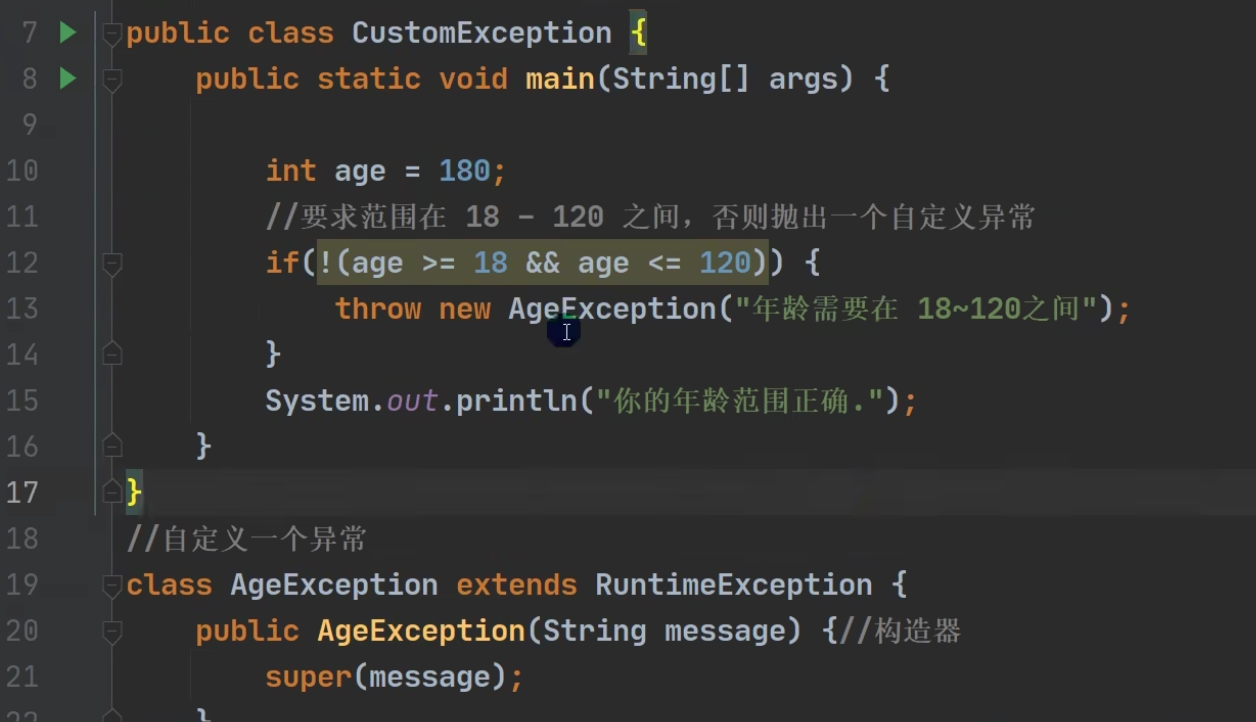 7 public class CustomException {
8 public static void main(String[] args) {
9
10 int age = 180;
11 //要求范围在 18 - 120 之间，否则抛出一个自定义异常
12 if(!(age >= 18 && age <= 120)) {
13 throw new AgeException("年龄需要在 18~120之间");
14 }
15 System.out.println("你的年龄范围正确.");
16 }
17 }
18 //自定义一个异常
19 class AgeException extends RuntimeException {
20 public AgeException(String message) {//构造器
21 super(message);
22 }